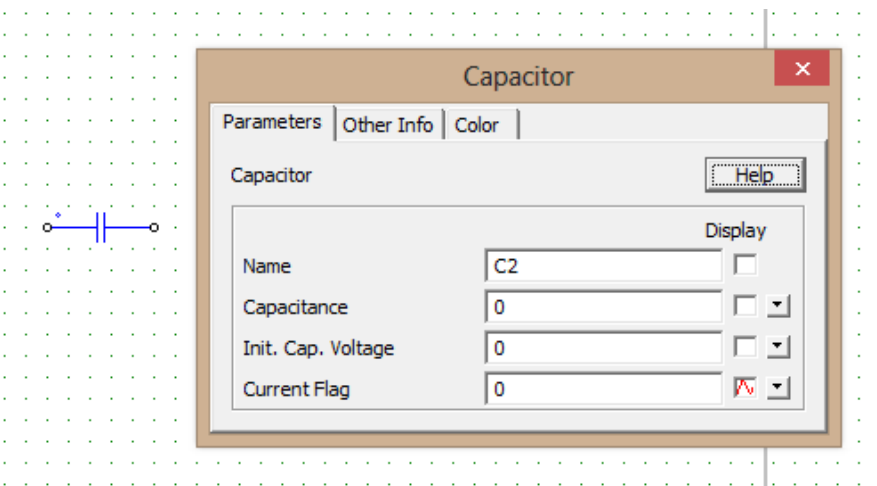 Capacitor
Parameters Other Info Color
Capacitor Help
Display
Name C2
Capacitance 0
Init. Cap. Voltage 0
Current Flag 0